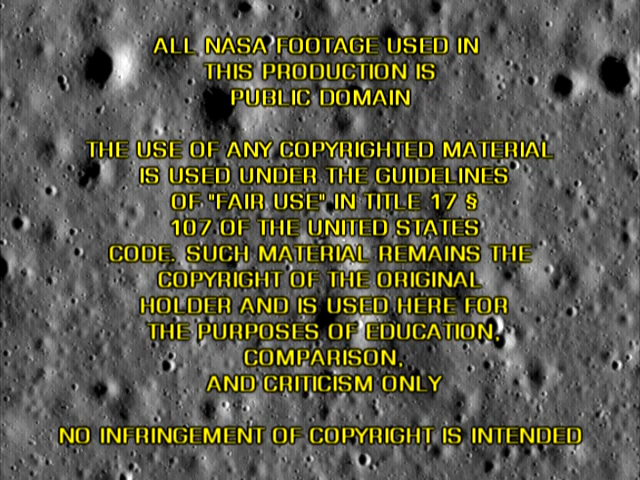 ALL NASA FOOTAGE USED IN
THIS PRODUCTION IS
PUBLIC DOMAIN
THE USE OF ANY COPYRIGHTED MATERIAL
IS USED UNDER THE GUIDELINES
OF "FAIR USE" IN TITLE 17 §
107 OF THE UNITED STATES
CODE. SUCH MATERIAL REMAINS THE
COPYRIGHT OF THE ORIGINAL
HOLDER AND IS USED HERE FOR
THE PURPOSES OF EDUCATION,
COMPARISON,
AND CRITICISM ONLY
NO INFRINGEMENT OF COPYRIGHT IS INTENDED